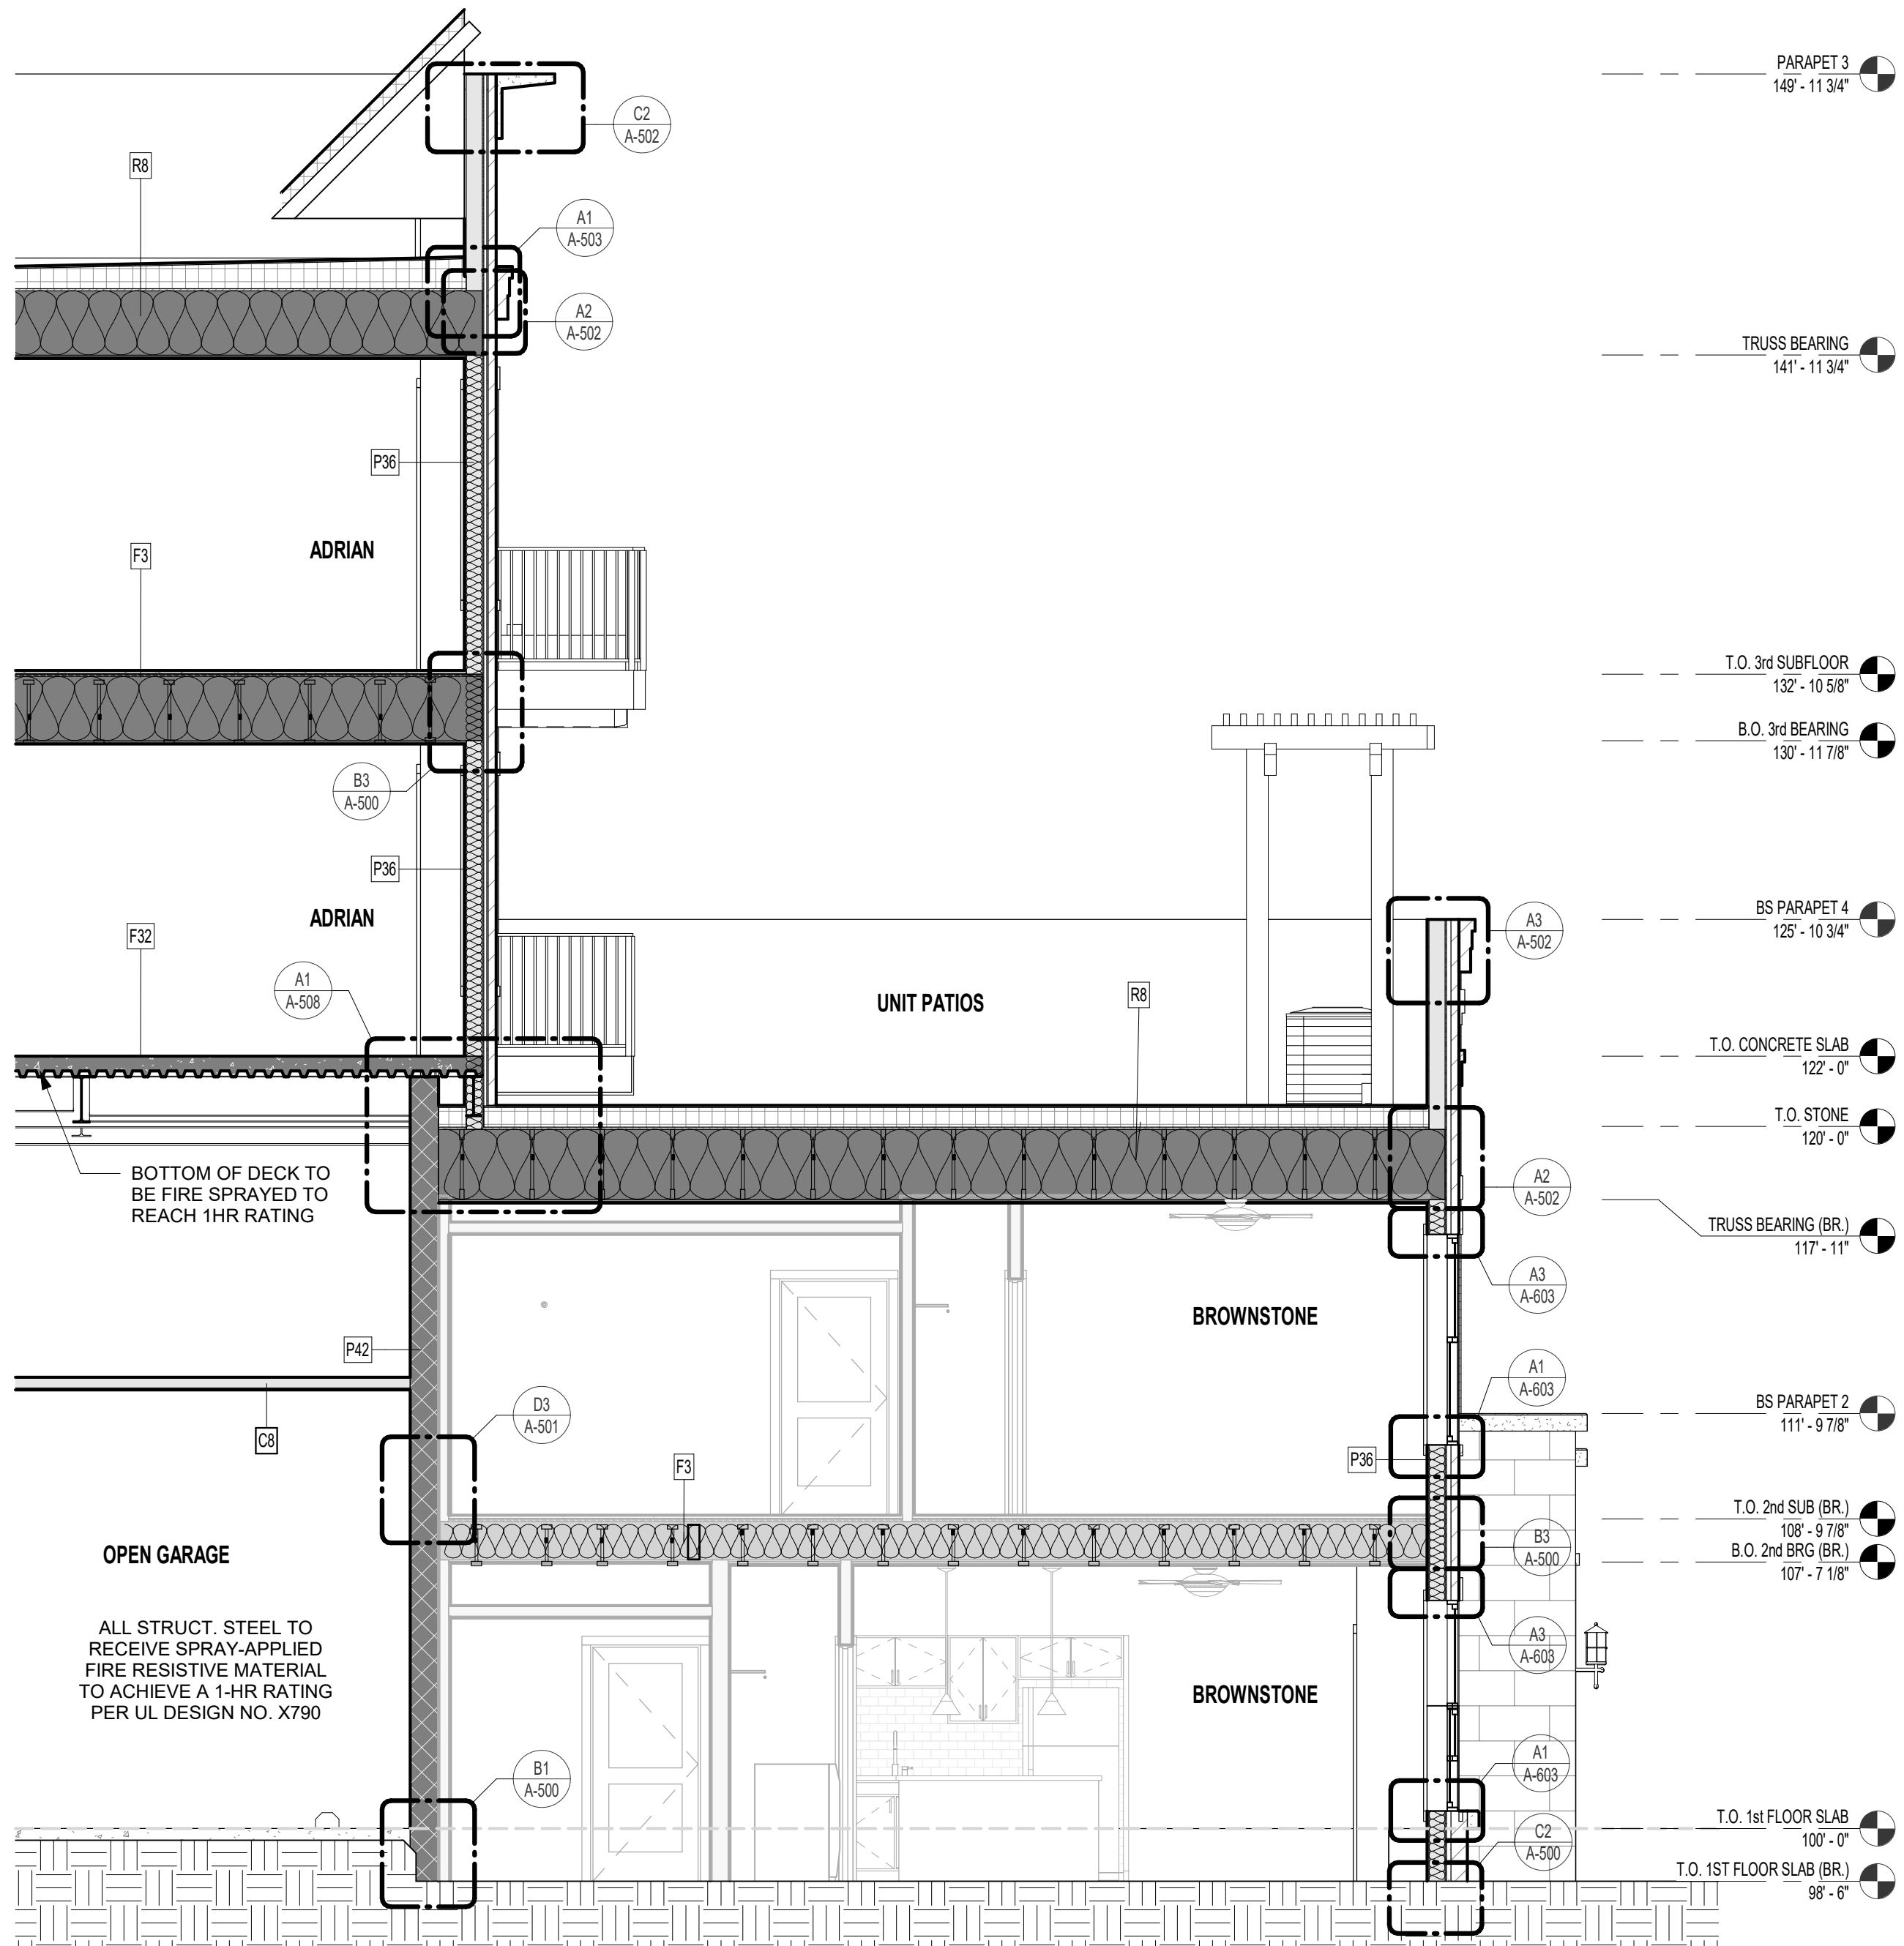 PARAPET 3
149' - 11 3/4"
C2
A-502
R8
A1
A-503
A2
A-502
TRUSS BEARING
141' - 11 3/4"
P36
ADRIAN
F3
T.O. 3rd SUBFLOOR
132' - 10 5/8"
B.O. 3rd BEARING
130' - 11 7/8"
B3
A-500
P36
ADRIAN
F32
BS PARAPET 4
125' - 10 3/4"
A3
A-502
A1
A-508
UNIT PATIOS
R8
T.O. CONCRETE SLAB
122' - 0"
T.O. STONE
120' - 0"
BOTTOM OF DECK TO
BE FIRE SPRAYED TO
REACH 1HR RATING
A2
A-502
TRUSS BEARING (BR.)
117' - 11"
A3
A-603
BROWNSTONE
P42
A1
A-603
BS PARAPET 2
111' - 9 7/8"
D3
A-501
C8
F3
P36
T.O. 2nd SUB (BR.)
108' - 9 7/8"
B3
A-500
B.O. 2nd BRG (BR.)
107' - 7 1/8"
OPEN GARAGE
ALL STRUCT. STEEL TO
RECEIVE SPRAY-APPLIED
FIRE RESISTIVE MATERIAL
TO ACHIEVE A 1-HR RATING
PER UL DESIGN NO. X790
A3
A-603
BROWNSTONE
B1
A-500
A1
A-603
T.O. 1st FLOOR SLAB
100' - 0"
C2
A-500
T.O. 1ST FLOOR SLAB (BR.)
98' - 6"